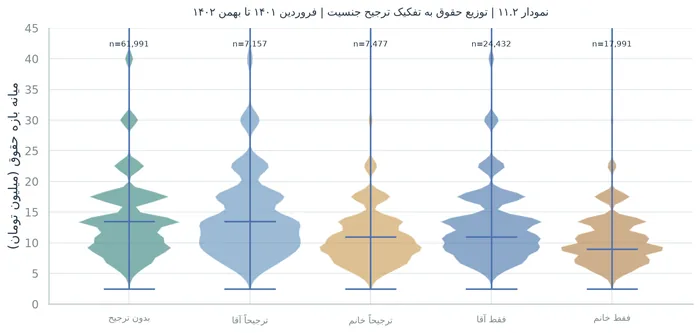 نمودار ۱۱.۲ | توزیع حقوق به تفکیک ترجیح جنسیت | فروردین ۱۴۰۱ تا بهمن ۱۴۰۲
میانه بازه حقوق (میلیون تومان)
45
40
35
30
25
20
15
10
5
0
n=61,991
n=7,157
n=7,477
n=24,432
n=17,991
بدون ترجیح
ترجیحاً آقا
ترجیحاً خانم
فقط آقا
فقط خانم